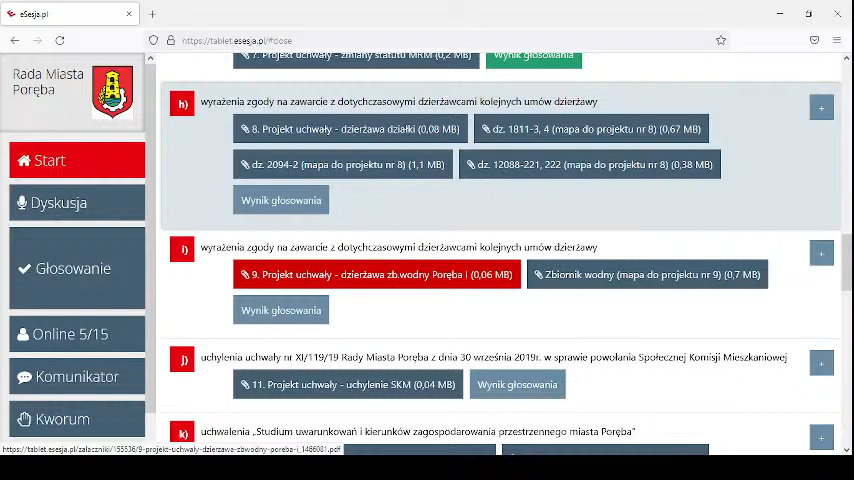 eSesja.pl
https://tablet.esesja.pl/#close
Rada Miasta
Poręba
Start
Dyskusja
Głosowanie
Online 5/15
Komunikator
Kworum
7. Projekt uchwały - zmiany statutu MRM (0,2 MB)
Wynik głosowania
h)
wyrażenia zgody na zawarcie z dotychczasowymi dzierżawcami kolejnych umów dzierżawy
+
8. Projekt uchwały - dzierżawa działki (0,08 MB)
dz. 1811-3, 4 (mapa do projektu nr 8) (0,67 MB)
dz. 2094-2 (mapa do projektu nr 8) (1,1 MB)
dz. 12088-221, 222 (mapa do projektu nr 8) (0,38 MB)
Wynik głosowania
i)
wyrażenia zgody na zawarcie z dotychczasowymi dzierżawcami kolejnych umów dzierżawy
+
9. Projekt uchwały - dzierżawa zb.wodny Poręba I (0,06 MB)
Zbiornik wodny (mapa do projektu nr 9) (0,7 MB)
Wynik głosowania
j)
uchylenia uchwały nr XI/119/19 Rady Miasta Poręba z dnia 30 września 2019r. w sprawie powołania Społecznej Komisji Mieszkaniowej
+
11. Projekt uchwały - uchylenie SKM (0,04 MB)
Wynik głosowania
k)
uchwalenia „Studium uwarunkowań i kierunków zagospodarowania przestrzennego miasta Poręba”
+
https://tablet.esesja.pl/zalaczniki/155536/9-projekt-uchwaly-dzierzawa-zbwodny-poreba-i_1466081.pdf